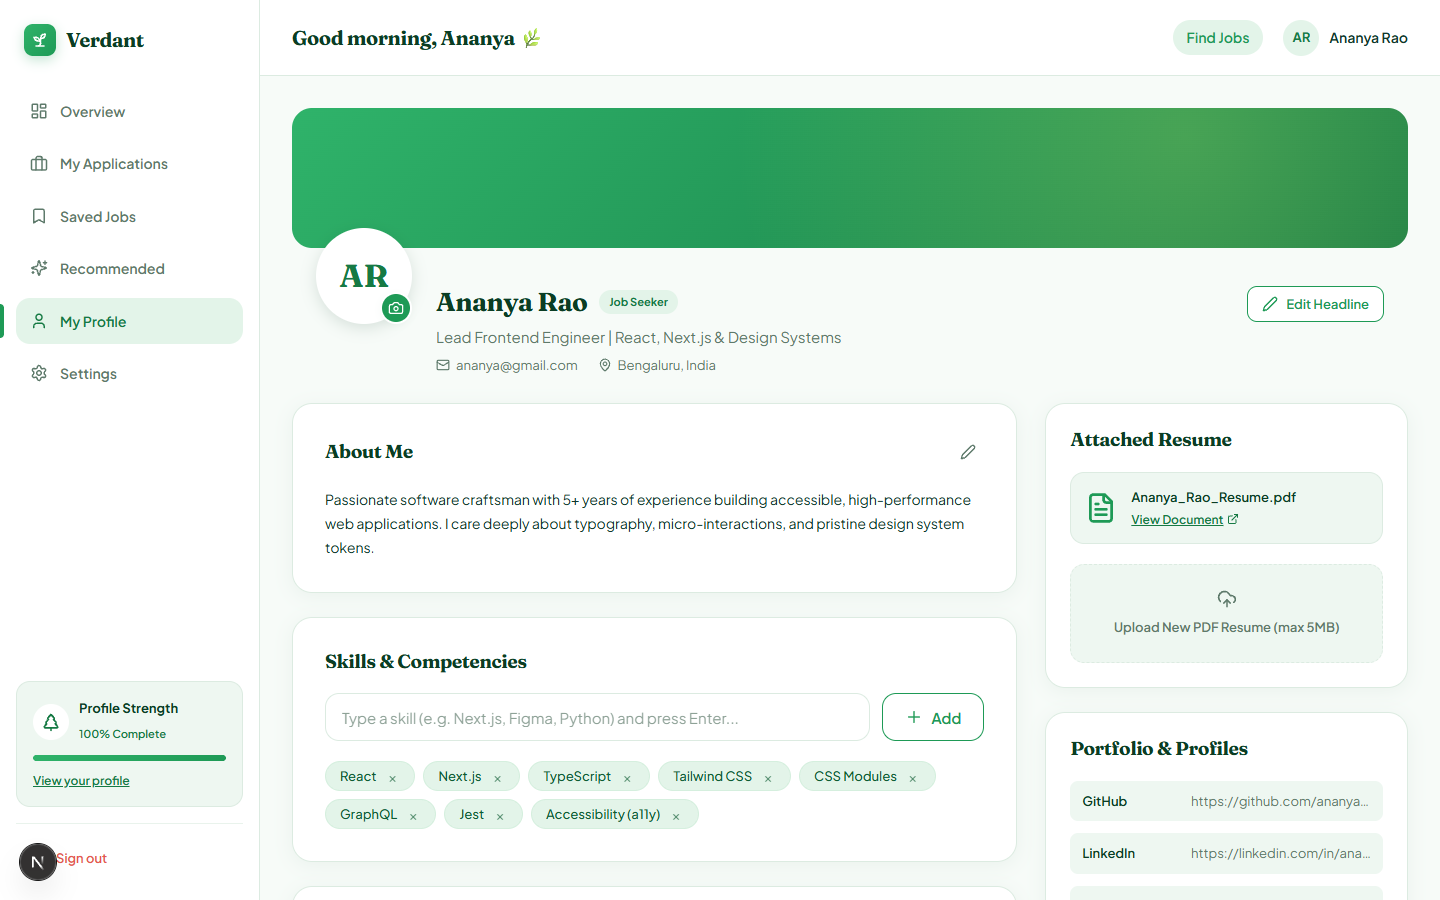 Verdant
Good morning, Ananya
Find Jobs
AR
Ananya Rao
Overview
My Applications
Saved Jobs
Recommended
My Profile
Settings
Profile Strength
100% Complete
View your profile
N
Sign out
AR
Ananya Rao
Job Seeker
Edit Headline
Lead Frontend Engineer | React, Next.js & Design Systems
ananya@gmail.com
Bengaluru, India
About Me
Passionate software craftsman with 5+ years of experience building accessible, high-performance
web applications. I care deeply about typography, micro-interactions, and pristine design system
tokens.
Skills & Competencies
Type a skill (e.g. Next.js, Figma, Python) and press Enter...
+ Add
React ×
Next.js ×
TypeScript ×
Tailwind CSS ×
CSS Modules ×
GraphQL ×
Jest ×
Accessibility (a11y) ×
Attached Resume
Ananya_Rao_Resume.pdf
View Document
Upload New PDF Resume (max 5MB)
Portfolio & Profiles
GitHub
https://github.com/ananya...
LinkedIn
https://linkedin.com/in/ana...